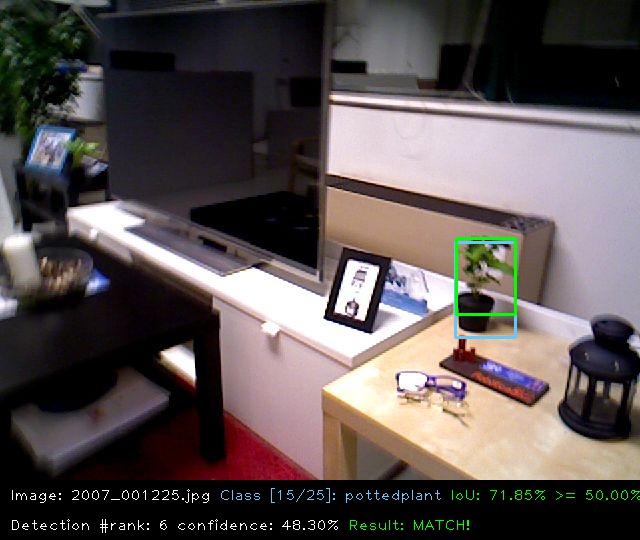 Image: 2007_001225.jpg Class [15/25]: pottedplant IoU: 71.85% >= 50.00%
Detection #rank: 6 confidence: 48.30% Result: MATCH!